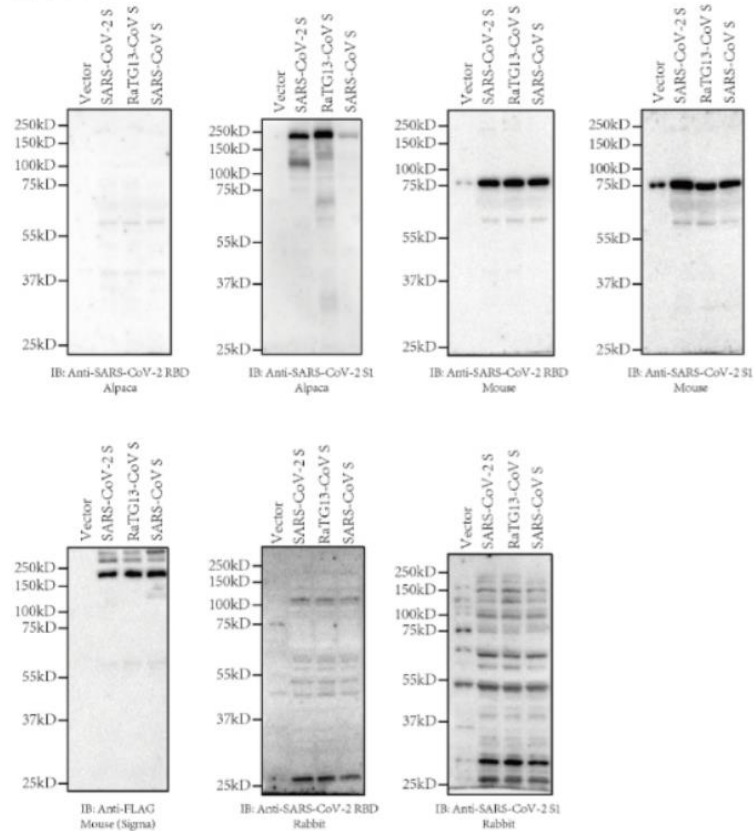 Vector
SARS-CoV-2 S
RaTG13-CoV S
SARS-CoV S
250kD
150kD
100kD
75kD
55kD
37kD
25kD
IB: Anti-SARS-CoV-2 RBD
Alpaca
Vector
SARS-CoV-2 S
RaTG13-CoV S
SARS-CoV S
250kD
150kD
100kD
75kD
55kD
37kD
25kD
IB: Anti-SARS-CoV-2 S1
Alpaca
Vector
SARS-CoV-2 S
RaTG13-CoV S
SARS-CoV S
250kD
150kD
100kD
75kD
55kD
37kD
25kD
IB: Anti-SARS-CoV-2 RBD
Mouse
Vector
SARS-CoV-2 S
RaTG13-CoV S
SARS-CoV S
250kD
150kD
100kD
75kD
55kD
37kD
25kD
IB: Anti-SARS-CoV-2 S1
Mouse
Vector
SARS-CoV-2 S
RaTG13-CoV S
SARS-CoV S
250kD
150kD
100kD
75kD
55kD
37kD
25kD
IB: Anti-FLAG
Mouse (Sigma)
Vector
SARS-CoV-2 S
RaTG13-CoV S
SARS-CoV S
250kD
150kD
100kD
75kD
55kD
37kD
25kD
IB: Anti-SARS-CoV-2 RBD
Rabbit
Vector
SARS-CoV-2 S
RaTG13-CoV S
SARS-CoV S
250kD
150kD
100kD
75kD
55kD
37kD
25kD
IB: Anti-SARS-CoV-2 S1
Rabbit